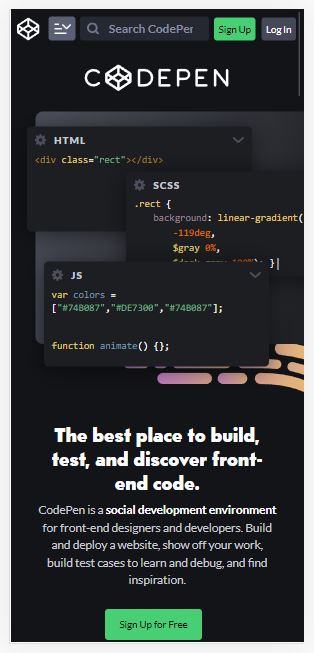 Search CodePen
Sign Up
Log In
CODEPEN
HTML
<div class="rect"></div>
SCSS
.rect {
background: linear-gradient(
-119deg,
$gray 0%,
JS
var colors =
["#74B087","#DE7300","#74B087"];
function animate() {};
The best place to build,
test, and discover front-
end code.
CodePen is a social development environment
for front-end designers and developers. Build
and deploy a website, show off your work,
build test cases to learn and debug, and find
inspiration.
Sign Up for Free